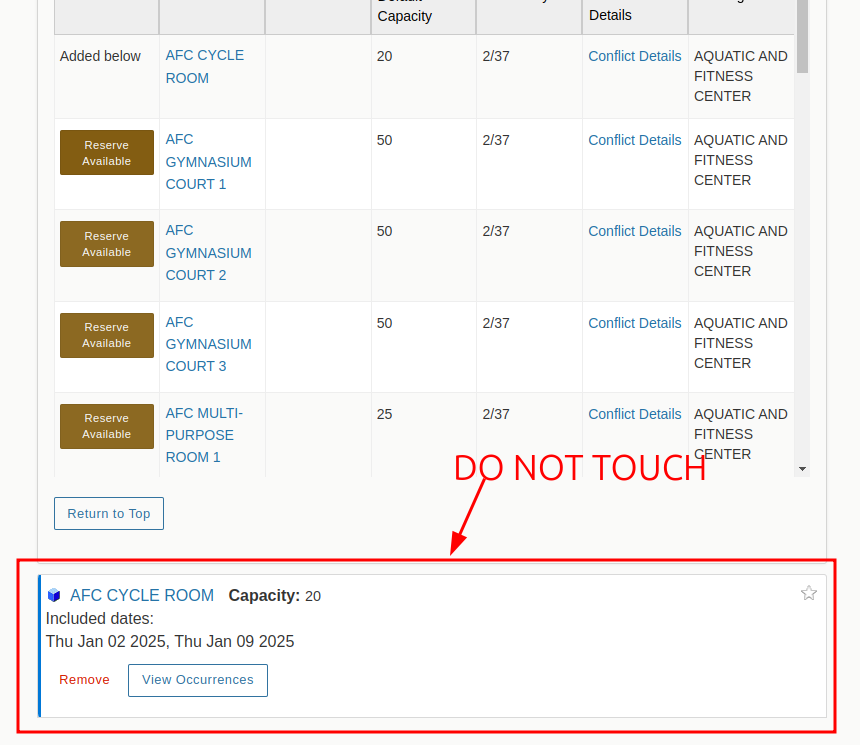 Capacity
Details
Added below
AFC CYCLE
ROOM
20
2/37
Conflict Details
AQUATIC AND
FITNESS
CENTER
Reserve
Available
AFC
GYMNASIUM
COURT 1
50
2/37
Conflict Details
AQUATIC AND
FITNESS
CENTER
Reserve
Available
AFC
GYMNASIUM
COURT 2
50
2/37
Conflict Details
AQUATIC AND
FITNESS
CENTER
Reserve
Available
AFC
GYMNASIUM
COURT 3
50
2/37
Conflict Details
AQUATIC AND
FITNESS
CENTER
Reserve
Available
AFC MULTI-
PURPOSE
ROOM 1
25
2/37
Conflict Details
AQUATIC AND
FITNESS
CENTER
DO NOT TOUCH
Return to Top
AFC CYCLE ROOM Capacity: 20
Included dates:
Thu Jan 02 2025, Thu Jan 09 2025
Remove View Occurrences